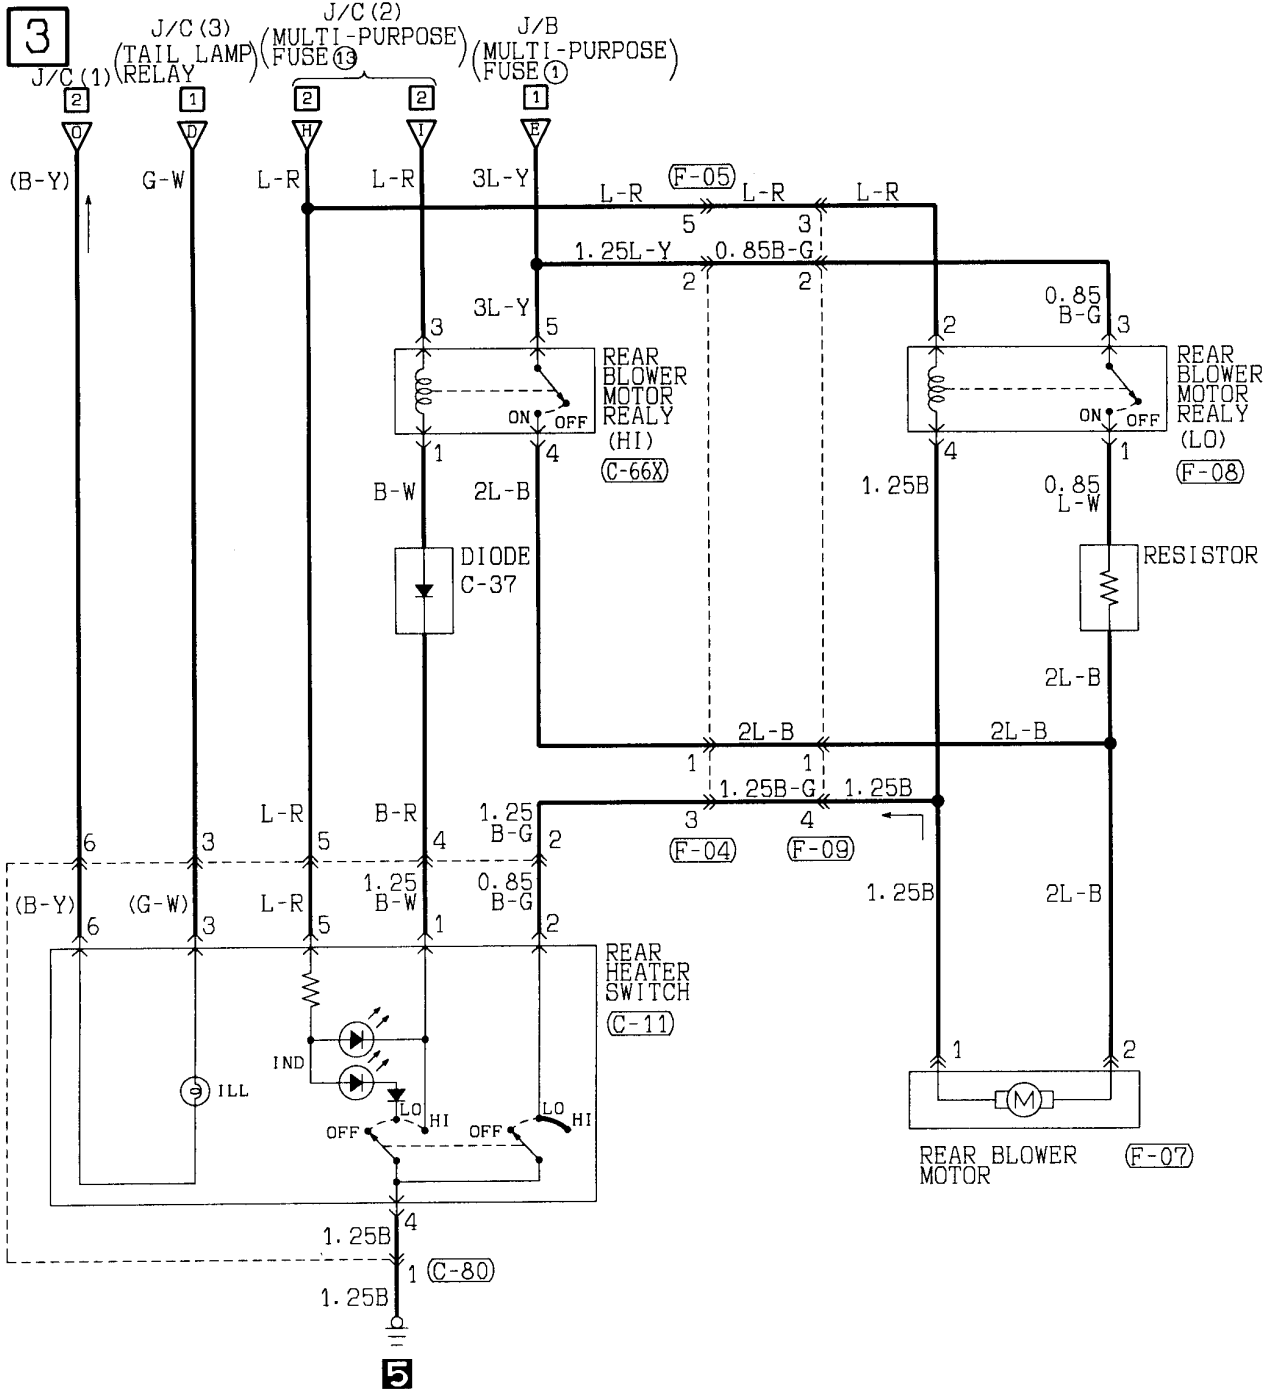 3
J/C(1)
J/C(3)
(TAIL LAMP
RELAY)
J/C(2)
(MULTI-PURPOSE
FUSE⑬)
J/B
(MULTI-PURPOSE
FUSE①)
2 1 2 2 1
O D H I E
(B-Y) G-W L-R L-R 3L-Y
(F-05)
L-R L-R L-R
5 3
1.25L-Y 0.85B-G
2 2
3L-Y
0.85
B-G
3 5 2 3
REAR
BLOWER
MOTOR
REALY
(HI)
(C-66X)
ON OFF
REAR
BLOWER
MOTOR
REALY
(LO)
(F-08)
ON OFF
1 4 4 1
B-W 2L-B 1.25B
0.85
L-W
DIODE
C-37
RESISTOR
2L-B
2L-B 2L-B
1 1
1.25B-G 1.25B
3 4
(F-04) (F-09)
L-R B-R
1.25
B-G
6 3 5 4 2
(B-Y) (G-W) L-R
1.25
B-W
0.85
B-G
1.25B 2L-B
6 3 5 1 2
REAR
HEATER
SWITCH
(C-11)
IND
ILL
LO HI
OFF
LO HI
OFF
1 2
M
REAR BLOWER
MOTOR
(F-07)
4
1.25B
1 (C-80)
1.25B
5